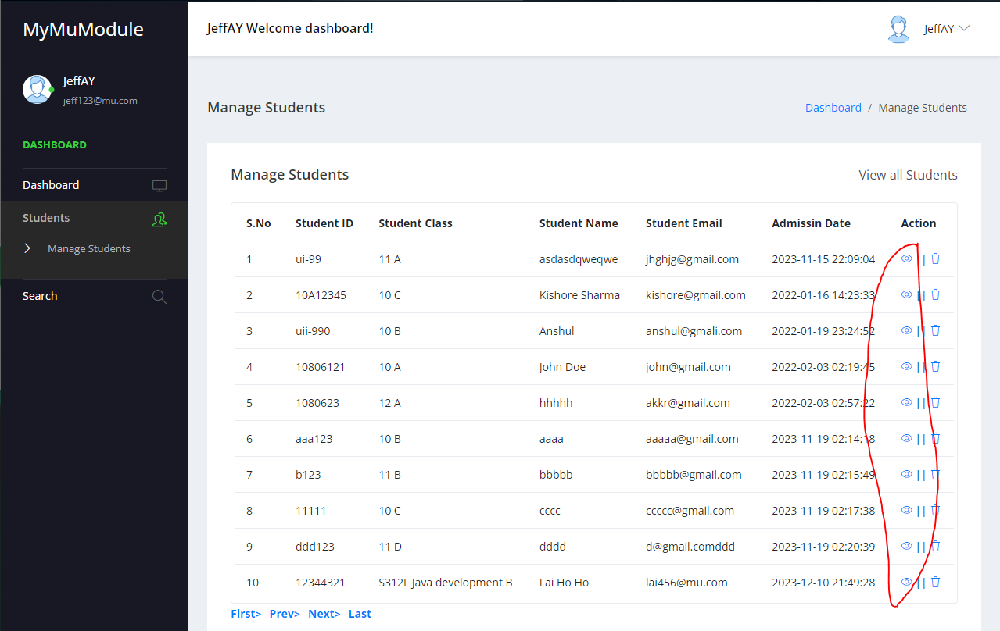 MyMuModule
JeffAY Welcome dashboard!
JeffAY
JeffAY
jeff123@mu.com
Manage Students
Dashboard / Manage Students
DASHBOARD
Dashboard
Students
Manage Students
Search
Manage Students
View all Students
S.No Student ID Student Class Student Name Student Email Admissin Date Action
1 ui-99 11 A asdasdqweqwe jhghjg@gmail.com 2023-11-15 22:09:04 ||
2 10A12345 10 C Kishore Sharma kishore@gmail.com 2022-01-16 14:23:33 ||
3 uii-990 10 B Anshul anshul@gmali.com 2022-01-19 23:24:52 ||
4 10806121 10 A John Doe john@gmail.com 2022-02-03 02:19:45 ||
5 1080623 12 A hhhhh akkr@gmail.com 2022-02-03 02:57:22 ||
6 aaa123 10 B aaaa aaaaa@gmail.com 2023-11-19 02:14:18 ||
7 b123 11 B bbbbb bbbbb@gmail.com 2023-11-19 02:15:49 ||
8 11111 10 C cccc ccccc@gmail.com 2023-11-19 02:17:38 ||
9 ddd123 11 D dddd d@gmail.comddd 2023-11-19 02:20:39 ||
10 12344321 S312F Java development B Lai Ho Ho lai456@mu.com 2023-12-10 21:49:28 ||
First> Prev> Next> Last